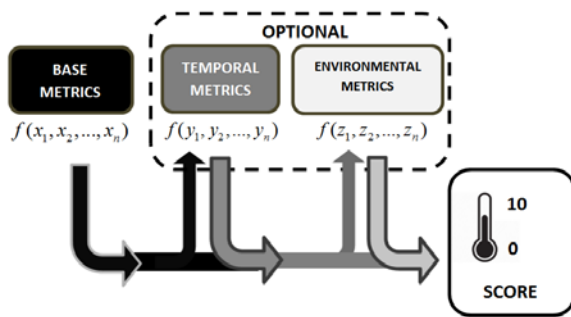 OPTIONAL
BASE
METRICS
TEMPORAL
METRICS
ENVIRONMENTAL
METRICS
f(x₁, x₂,..., xₙ)
f(y₁, y₂,..., yₙ)
f(z₁, z₂,..., zₙ)
10
0
SCORE